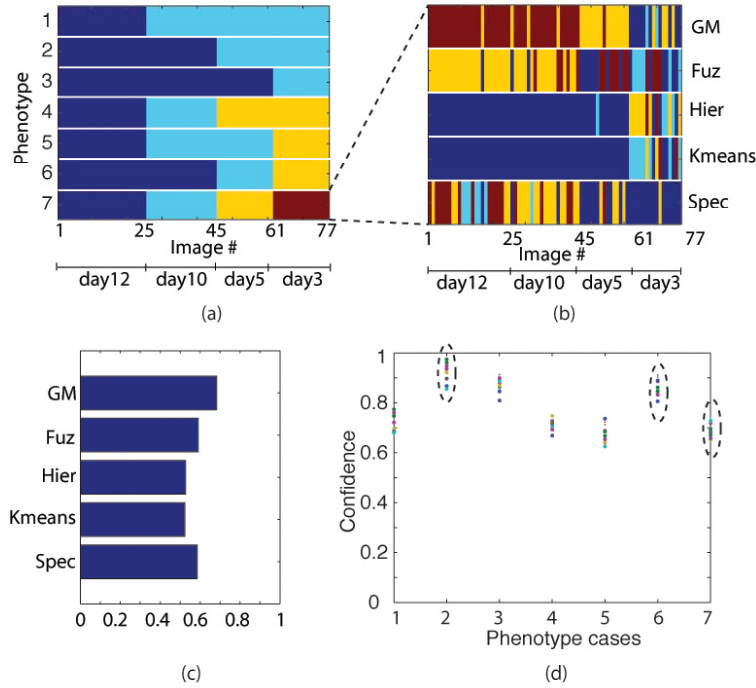 Phenotype
1
2
3
4
5
6
7
1 25 45 61 77
Image #
day12 day10 day5 day3
(a)
GM
Fuz
Hier
Kmeans
Spec
1 25 45 61 77
Image #
day12 day10 day5 day3
(b)
GM
Fuz
Hier
Kmeans
Spec
0 0.2 0.4 0.6 0.8 1
(c)
Confidence
1
0.8
0.6
0.4
0.2
0
1 2 3 4 5 6 7
Phenotype cases
(d)